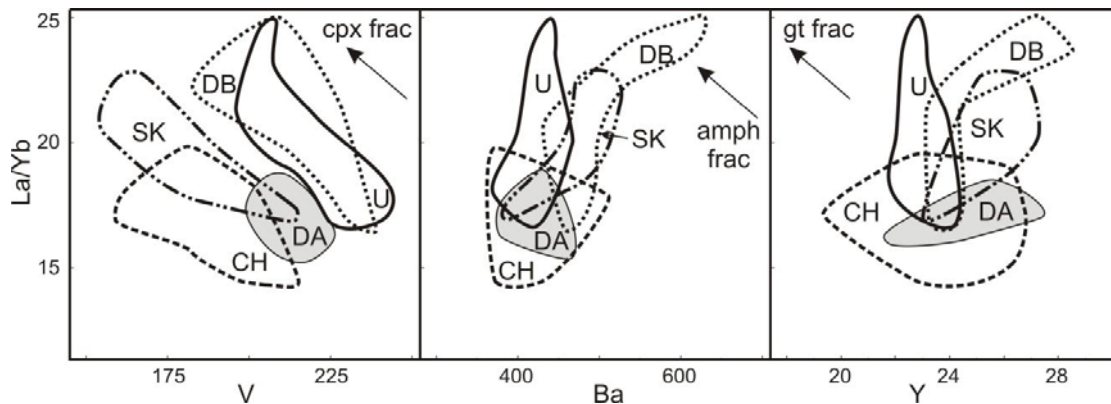 La/Yb
25
20
15
cpx frac
DB
SK
U
DA
CH
175
225
V
U
DB
SK
amph
frac
DA
CH
400
600
Ba
gt frac
DB
U
SK
CH
DA
20
24
28
Y